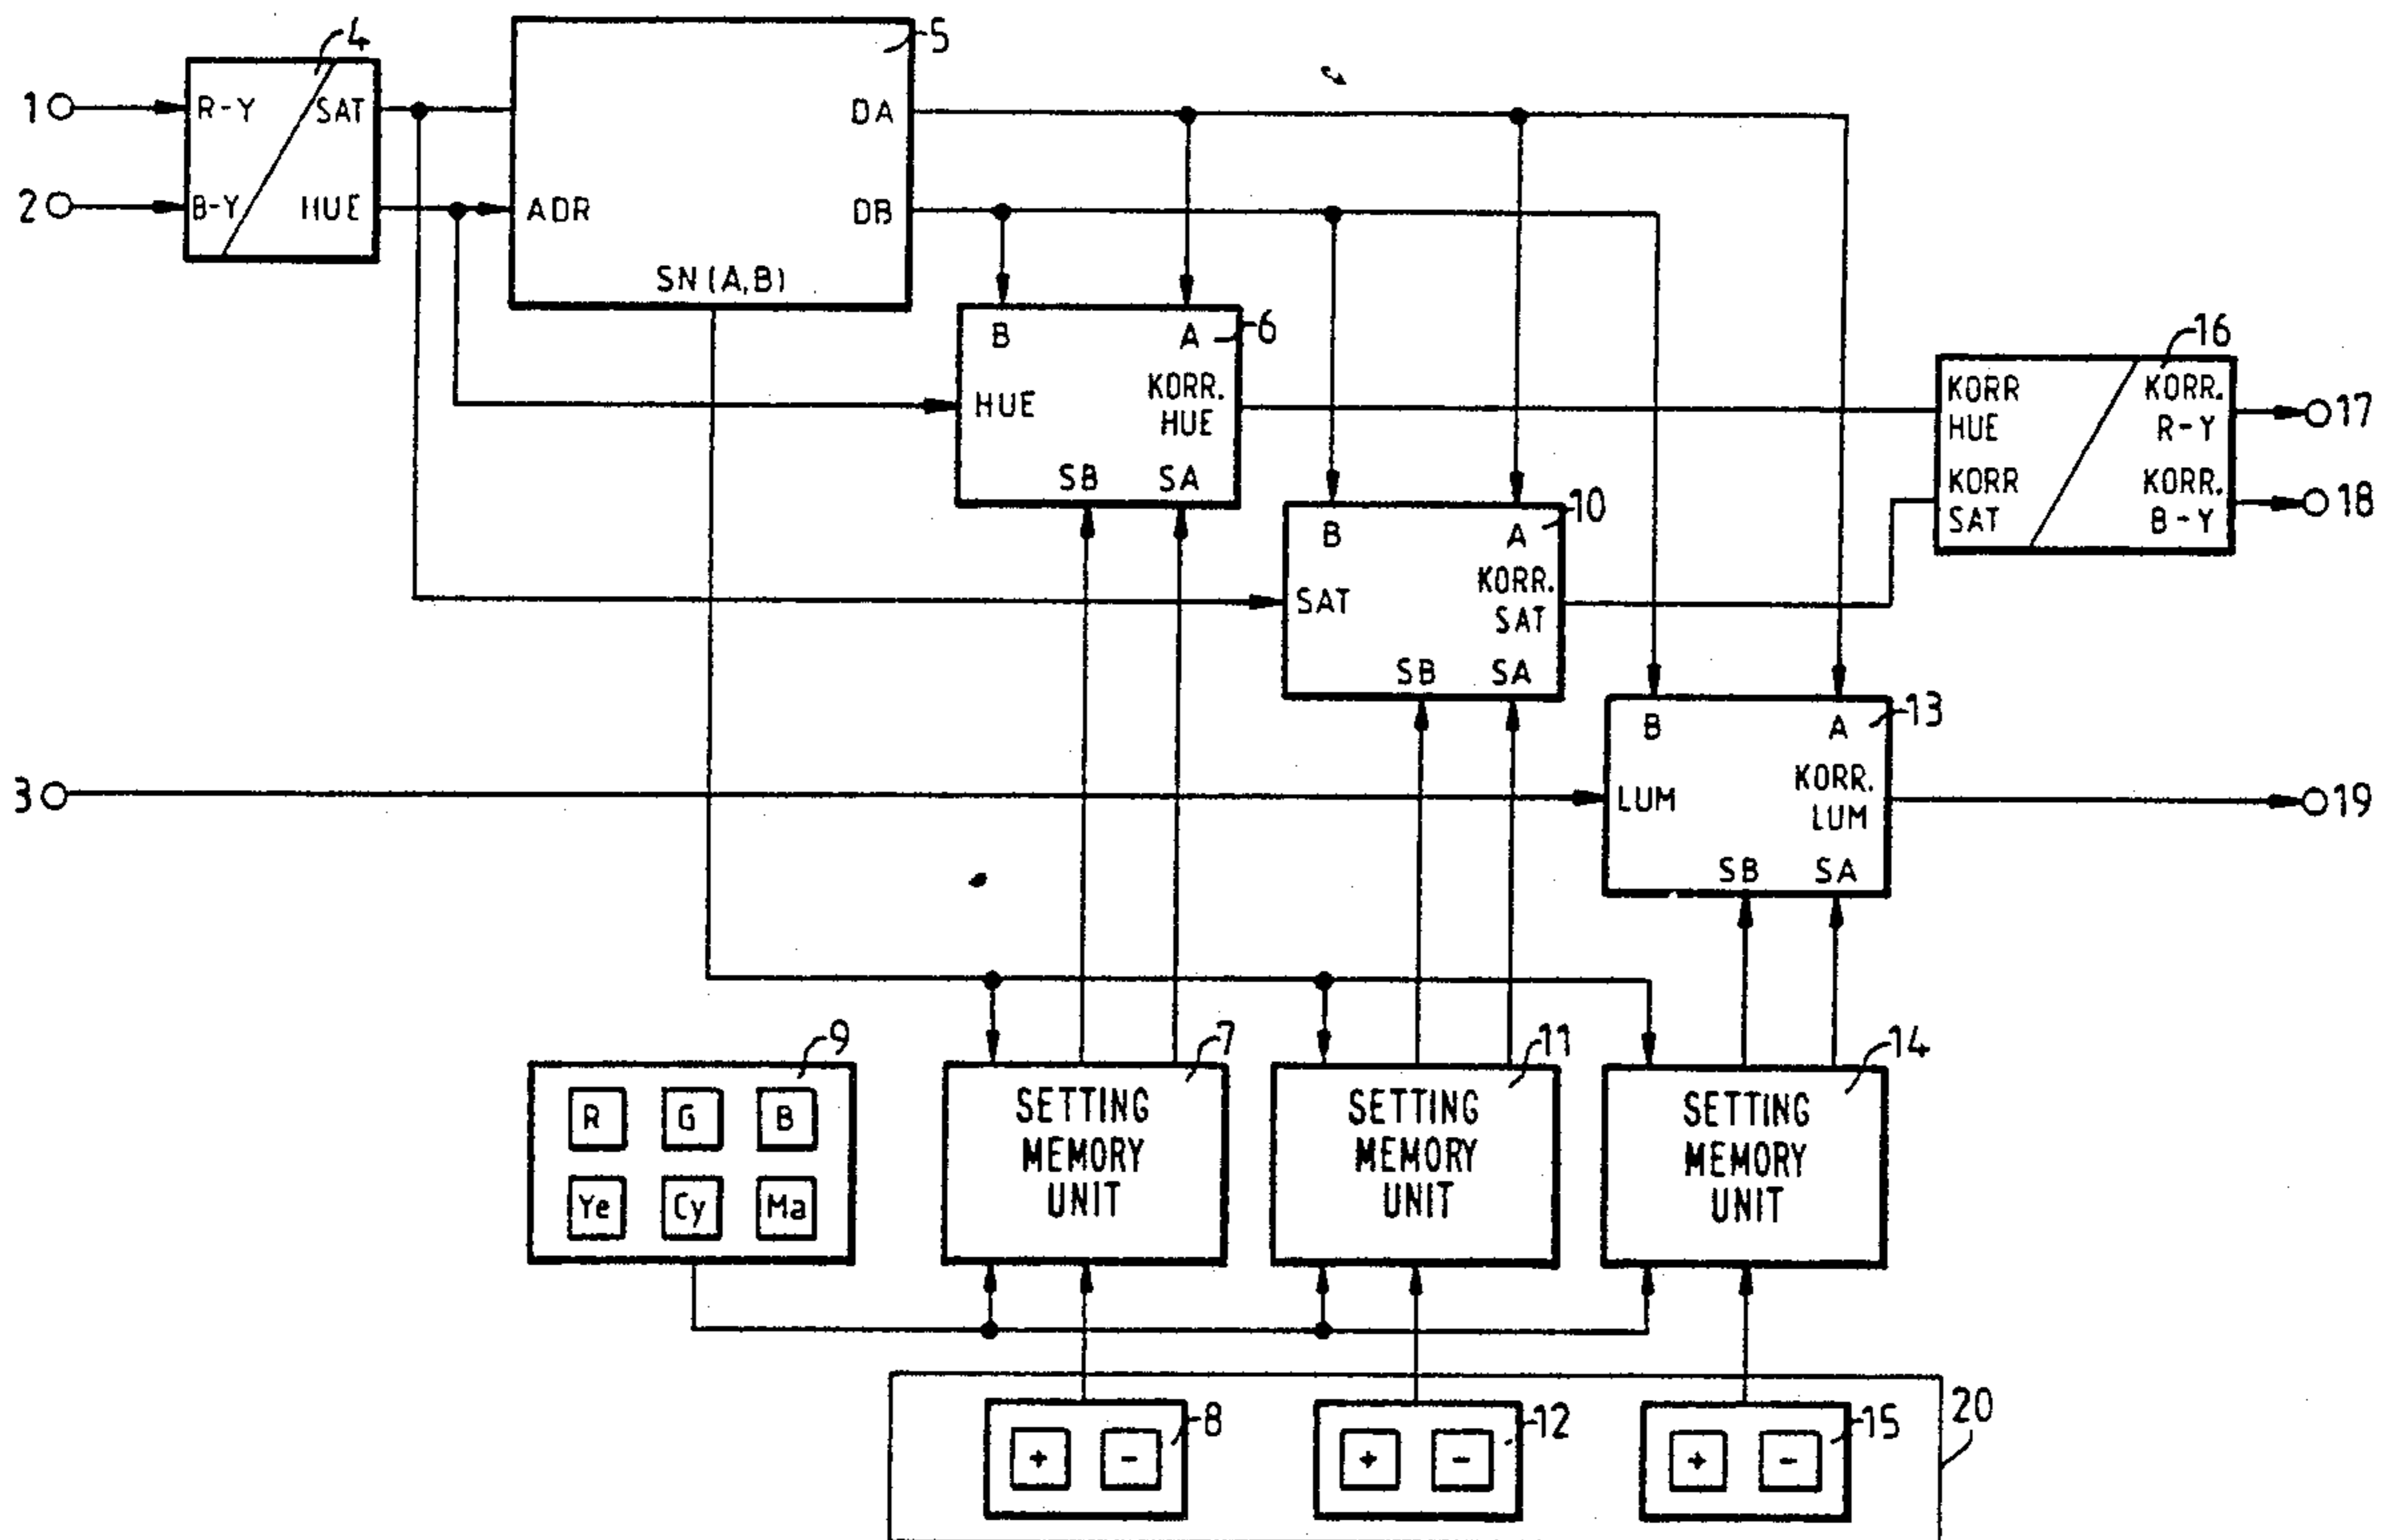 4
5
1
R-Y
SAT
DA
2
B-Y
HUE
ADR
DB
SN(A,B)
B
A
6
HUE
KORR.
HUE
SB
SA
16
KORR
HUE
KORR
SAT
KORR.
R-Y
KORR.
B-Y
17
18
B
A
10
SAT
KORR.
SAT
SB
SA
B
A
13
3
LUM
KORR.
LUM
19
SB
SA
9
R
G
B
Ye
Cy
Ma
7
SETTING
MEMORY
UNIT
11
SETTING
MEMORY
UNIT
14
SETTING
MEMORY
UNIT
8
+
-
12
+
-
15
+
-
20